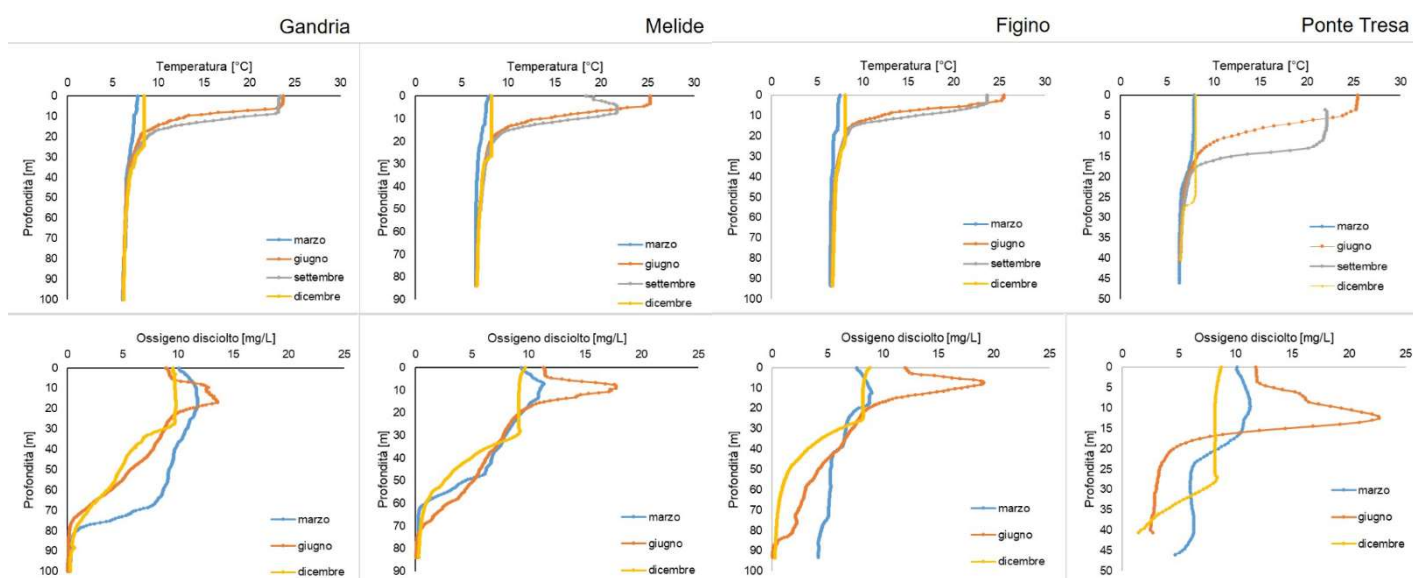 Gandria
Melide
Figino
Ponte Tresa
Temperatura [°C]
0 5 10 15 20 25 30
Profondità [m]
0
10
20
30
40
50
60
70
80
90
100
marzo
giugno
settembre
dicembre
Temperatura [°C]
0 5 10 15 20 25 30
Profondità [m]
0
10
20
30
40
50
60
70
80
90
marzo
giugno
settembre
dicembre
Temperatura [°C]
0 5 10 15 20 25 30
Profondità [m]
0
10
20
30
40
50
60
70
80
90
100
marzo
giugno
settembre
dicembre
Temperatura [°C]
0 5 10 15 20 25 30
Profondità [m]
0
5
10
15
20
25
30
35
40
45
50
marzo
giugno
settembre
dicembre
Ossigeno disciolto [mg/L]
0 5 10 15 20 25
Profondità [m]
0
10
20
30
40
50
60
70
80
90
100
marzo
giugno
dicembre
Ossigeno disciolto [mg/L]
0 5 10 15 20 25
Profondità [m]
0
10
20
30
40
50
60
70
80
90
marzo
giugno
dicembre
Ossigeno disciolto [mg/L]
0 5 10 15 20 25
Profondità [m]
0
10
20
30
40
50
60
70
80
90
100
marzo
giugno
dicembre
Ossigeno disciolto [mg/L]
0 5 10 15 20 25
Profondità [m]
0
5
10
15
20
25
30
35
40
45
50
marzo
giugno
dicembre